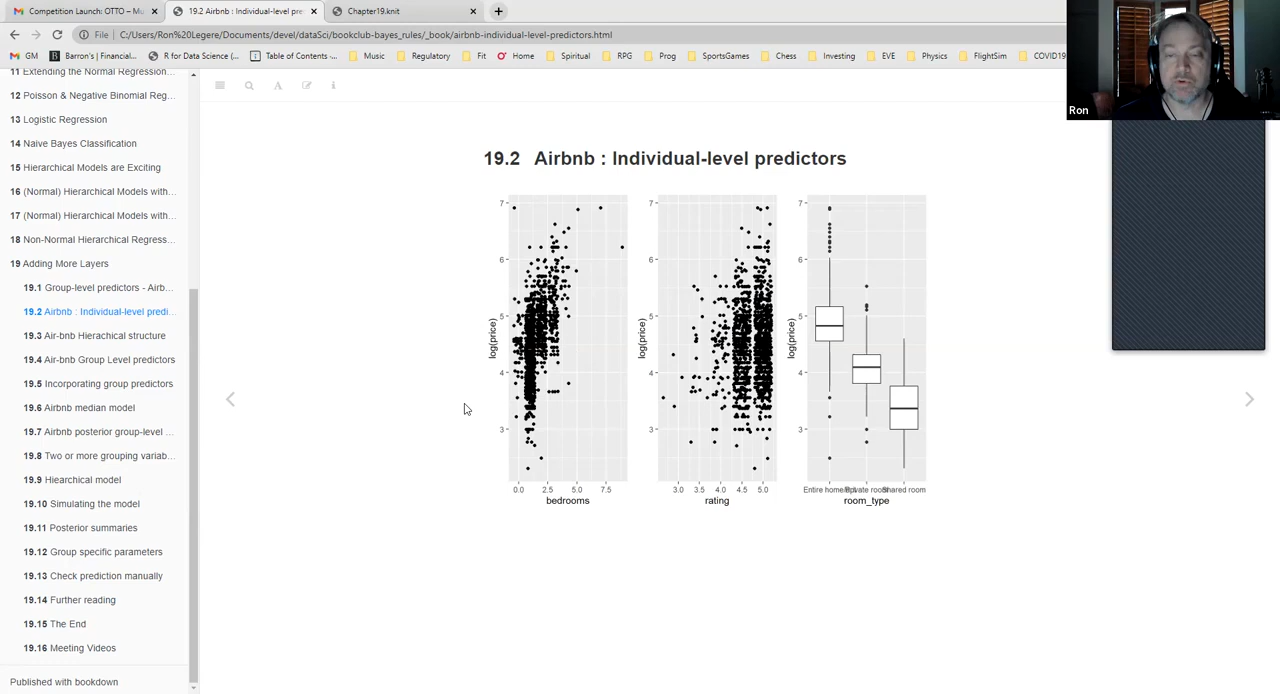 Competition Launch: OTTO – Mu
19.2 Airbnb : Individual-level pre
Chapter19.knit
File
C:/Users/Ron%20Legere/Documents/devel/dataSci/bookclub-bayes_rules/_book/airbnb-individual-level-predictors.html
GM
Barron's | Financial...
R for Data Science (...
Table of Contents-...
Music
Regulatory
Fit
Home
Spiritual
RPG
Prog
SportsGames
Chess
Investing
EVE
Physics
FlightSim
COVID19
Ron
11 Extending the Normal Regression...
12 Poisson & Negative Binomial Reg...
13 Logistic Regression
14 Naive Bayes Classification
15 Hierarchical Models are Exciting
16 (Normal) Hierarchical Models with...
17 (Normal) Hierarchical Models with...
18 Non-Normal Hierarchical Regress...
19 Adding More Layers
19.1 Group-level predictors - Airb...
19.2 Airbnb : Individual-level predi...
19.3 Air-bnb Hierachical structure
19.4 Air-bnb Group Level predictors
19.5 Incorporating group predictors
19.6 Airbnb median model
19.7 Airbnb posterior group-level ...
19.8 Two or more grouping variab...
19.9 Hiearchical model
19.10 Simulating the model
19.11 Posterior summaries
19.12 Group specific parameters
19.13 Check prediction manually
19.14 Further reading
19.15 The End
19.16 Meeting Videos
Published with bookdown
19.2 Airbnb : Individual-level predictors
7
6
5
4
3
log(price)
0.0 2.5 5.0 7.5
bedrooms
7
6
5
4
3
log(price)
3.0 3.5 4.0 4.5 5.0
rating
7
6
5
4
3
log(price)
Entire home/ Private room Shared room
room_type